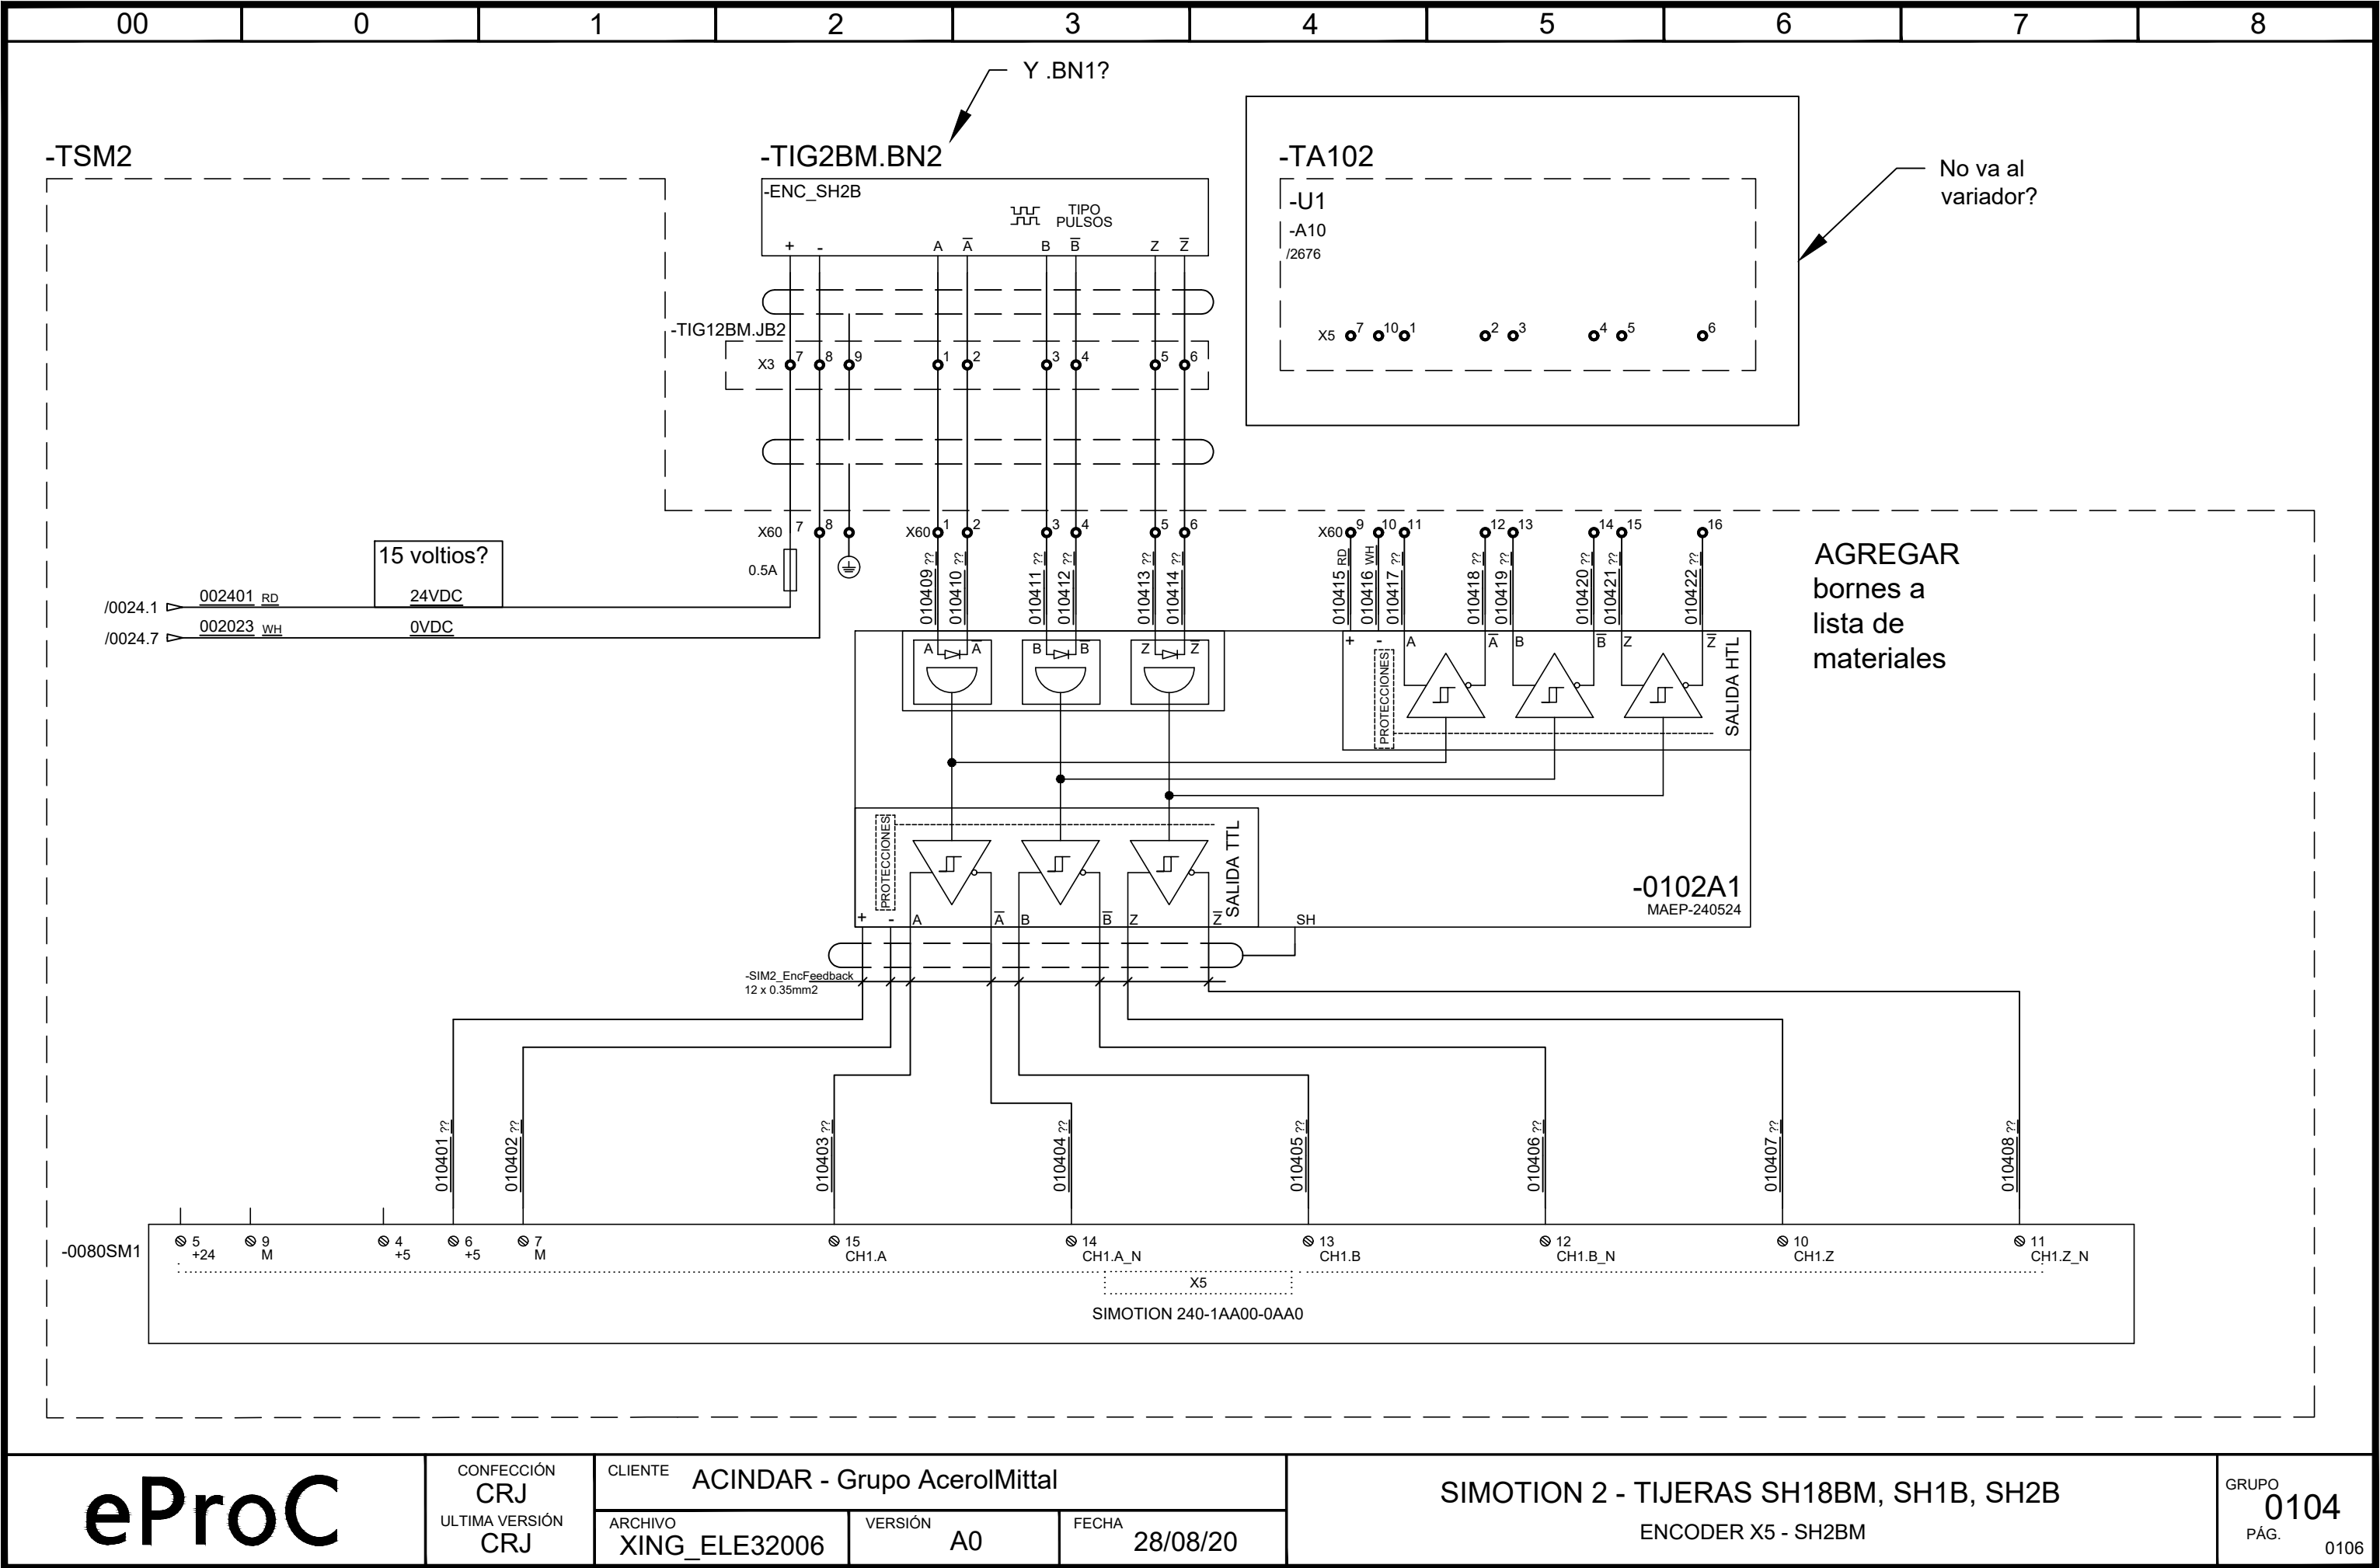 00 0 1 2 3 4 5 6 7 8
Y .BN1?
-TSM2
-TIG2BM.BN2
-ENC_SH2B
TIPO
PULSOS
+ - A A̅ B B̅ Z Z̅
-TA102
-U1
-A10
/2676
X5 7 10 1 2 3 4 5 6
No va al
variador?
-TIG12BM.JB2
X3 7 8 9 1 2 3 4 5 6
X60 7 8 X60 1 2 3 4 5 6
X60 9 10 11 12 13 14 15 16
0.5A
15 voltios?
/0024.1 002401 RD 24VDC
/0024.7 002023 WH 0VDC
010409 ??
010410 ??
010411 ??
010412 ??
010413 ??
010414 ??
010415 RD
010416 WH
010417 ??
010418 ??
010419 ??
010420 ??
010421 ??
010422 ??
AGREGAR
bornes a
lista de
materiales
A A̅ B B̅ Z Z̅
+ - A A̅ B B̅ Z Z̅
PROTECCIONES
SALIDA HTL
PROTECCIONES
SALIDA TTL
-0102A1
MAEP-240524
+ - A A̅ B B̅ Z Z̅ SH
-SIM2_EncFeedback
12 x 0.35mm2
010401 ??
010402 ??
010403 ??
010404 ??
010405 ??
010406 ??
010407 ??
010408 ??
-0080SM1
5 9 4 6 7 15 14 13 12 10 11
+24 M +5 +5 M CH1.A CH1.A_N CH1.B CH1.B_N CH1.Z CH1.Z_N
X5
SIMOTION 240-1AA00-0AA0
eProC
CONFECCIÓN
CRJ
ULTIMA VERSIÓN
CRJ
CLIENTE ACINDAR - Grupo AcerolMittal
ARCHIVO
XING_ELE32006
VERSIÓN
A0
FECHA
28/08/20
SIMOTION 2 - TIJERAS SH18BM, SH1B, SH2B
ENCODER X5 - SH2BM
GRUPO
0104
PÁG.
0106